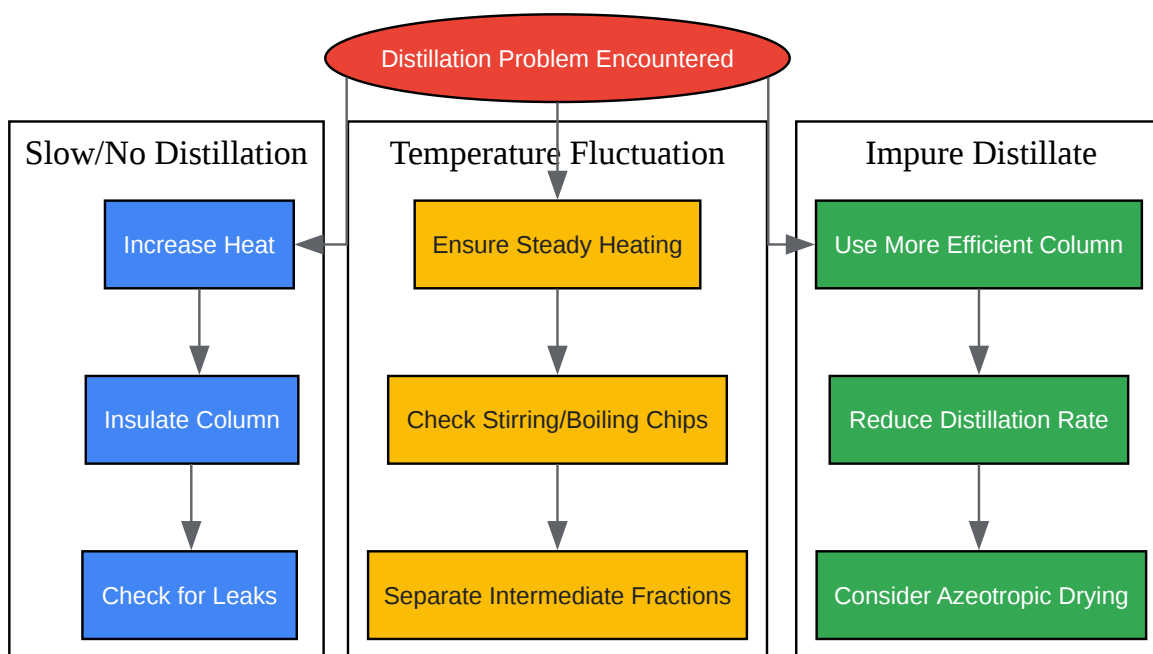 Distillation Problem Encountered
Slow/No Distillation
Increase Heat
Insulate Column
Check for Leaks
Temperature Fluctuation
Ensure Steady Heating
Check Stirring/Boiling Chips
Separate Intermediate Fractions
Impure Distillate
Use More Efficient Column
Reduce Distillation Rate
Consider Azeotropic Drying